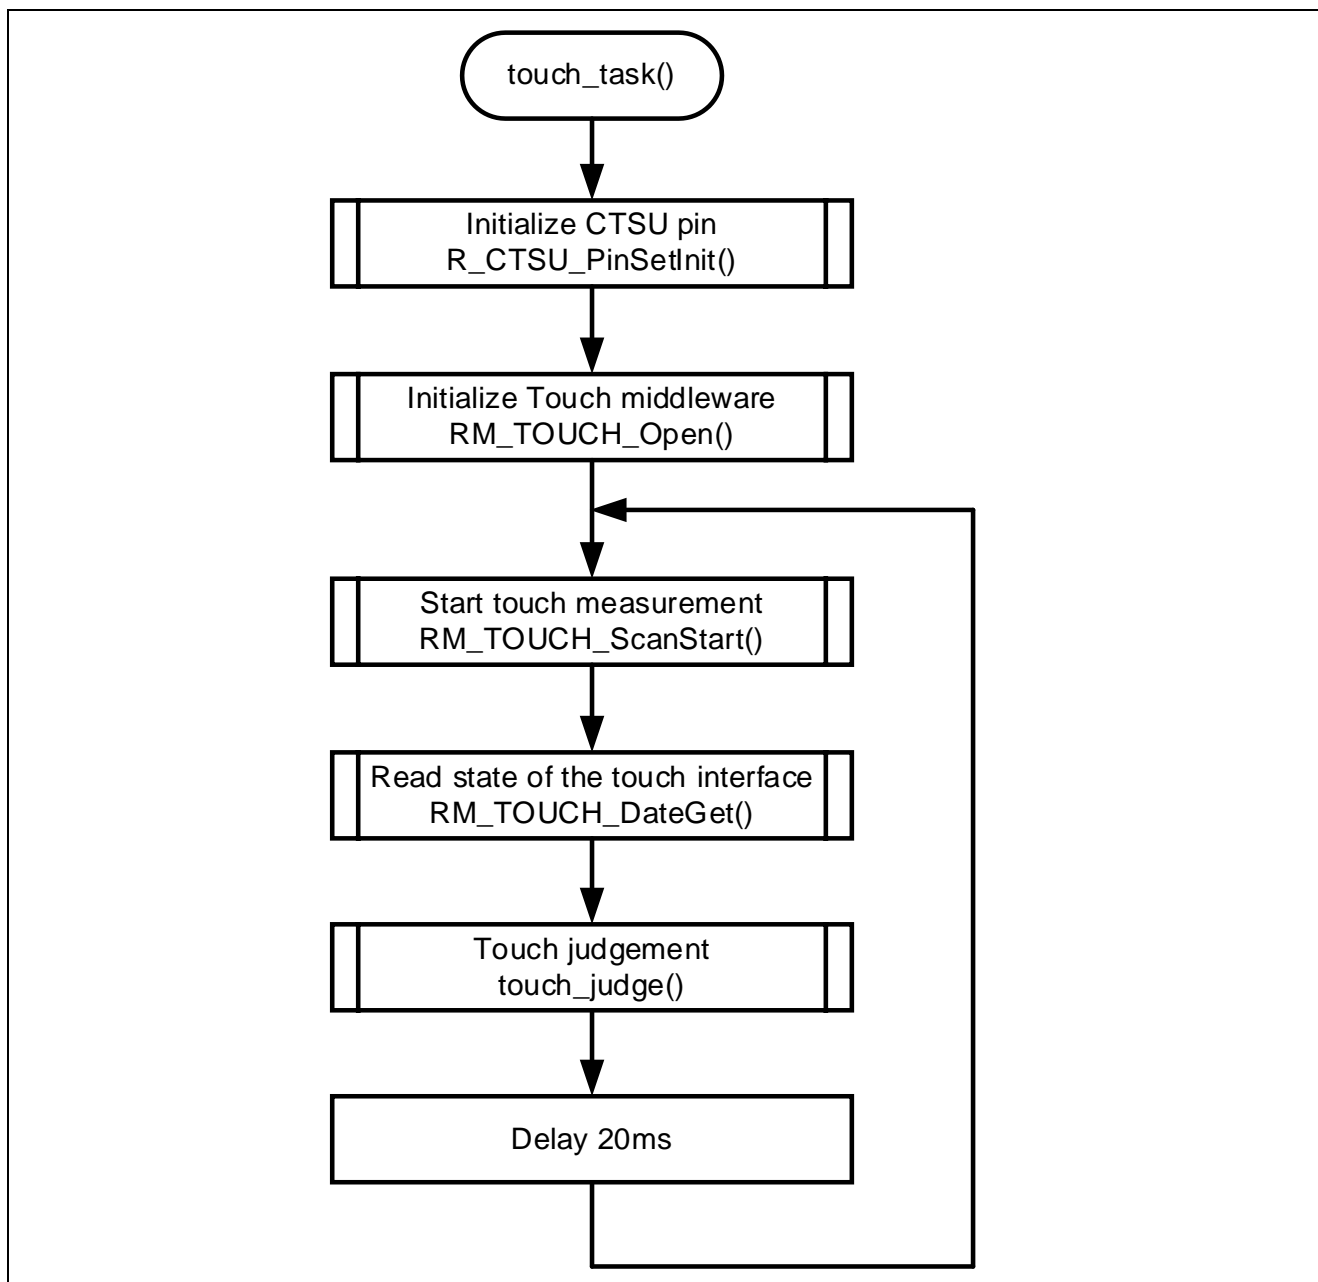 touch_task()
Initialize CTSU pin
R_CTSU_PinSetInit()
Initialize Touch middleware
RM_TOUCH_Open()
Start touch measurement
RM_TOUCH_ScanStart()
Read state of the touch interface
RM_TOUCH_DateGet()
Touch judgement
touch_judge()
Delay 20ms